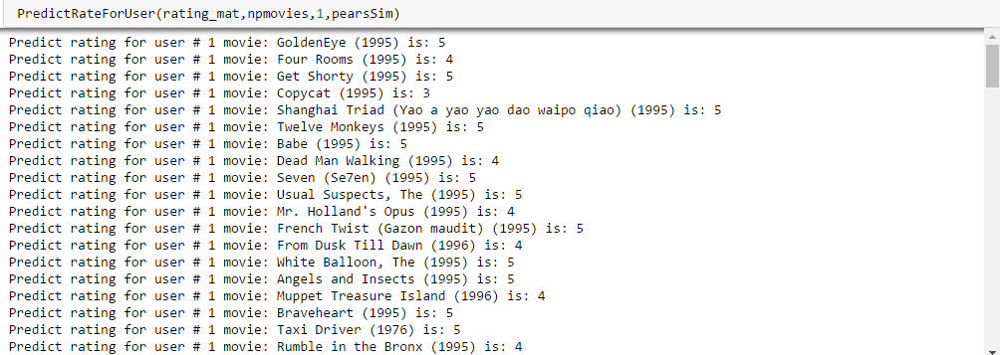 PredictRateForUser(rating_mat,npmovies,1,pearsSim)
Predict rating for user # 1 movie: GoldenEye (1995) is: 5
Predict rating for user # 1 movie: Four Rooms (1995) is: 4
Predict rating for user # 1 movie: Get Shorty (1995) is: 5
Predict rating for user # 1 movie: Copycat (1995) is: 3
Predict rating for user # 1 movie: Shanghai Triad (Yao a yao yao dao waipo qiao) (1995) is: 5
Predict rating for user # 1 movie: Twelve Monkeys (1995) is: 5
Predict rating for user # 1 movie: Babe (1995) is: 5
Predict rating for user # 1 movie: Dead Man Walking (1995) is: 4
Predict rating for user # 1 movie: Seven (Se7en) (1995) is: 5
Predict rating for user # 1 movie: Usual Suspects, The (1995) is: 5
Predict rating for user # 1 movie: Mr. Holland's Opus (1995) is: 4
Predict rating for user # 1 movie: French Twist (Gazon maudit) (1995) is: 5
Predict rating for user # 1 movie: From Dusk Till Dawn (1996) is: 4
Predict rating for user # 1 movie: White Balloon, The (1995) is: 5
Predict rating for user # 1 movie: Angels and Insects (1995) is: 5
Predict rating for user # 1 movie: Muppet Treasure Island (1996) is: 4
Predict rating for user # 1 movie: Braveheart (1995) is: 5
Predict rating for user # 1 movie: Taxi Driver (1976) is: 5
Predict rating for user # 1 movie: Rumble in the Bronx (1995) is: 4